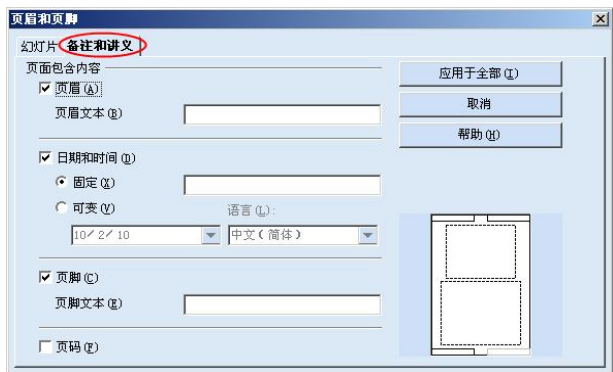 页眉和页脚
幻灯片 备注和讲义
页面包含内容
页眉(A)
页眉文本(B)
日期和时间(D)
固定(X)
可变(V)
语言(L):
10/2/10
中文(简体)
页脚(C)
页脚文本(E)
页码(F)
应用于全部(I)
取消
帮助(H)